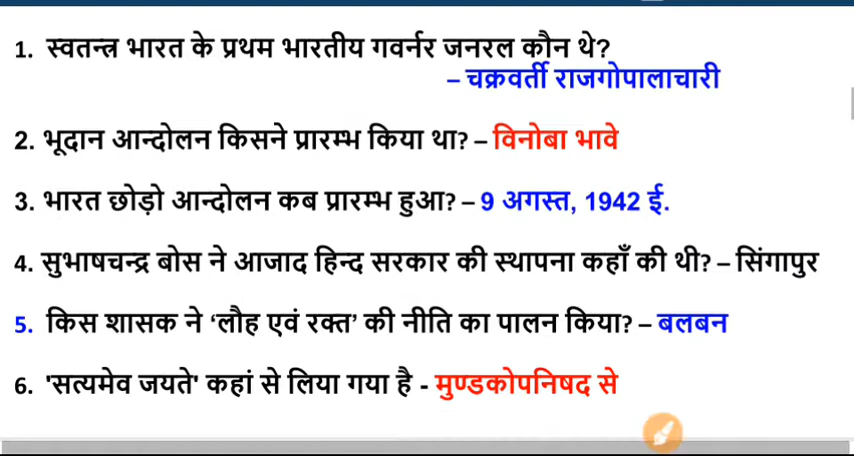 1. स्वतन्त्र भारत के प्रथम भारतीय गवर्नर जनरल कौन थे?
– चक्रवर्ती राजगोपालाचारी
2. भूदान आन्दोलन किसने प्रारम्भ किया था? – विनोबा भावे
3. भारत छोड़ो आन्दोलन कब प्रारम्भ हुआ? – 9 अगस्त, 1942 ई.
4. सुभाषचन्द्र बोस ने आजाद हिन्द सरकार की स्थापना कहाँ की थी? – सिंगापुर
5. किस शासक ने ‘लौह एवं रक्त’ की नीति का पालन किया? – बलबन
6. 'सत्यमेव जयते' कहां से लिया गया है - मुण्डकोपनिषद से